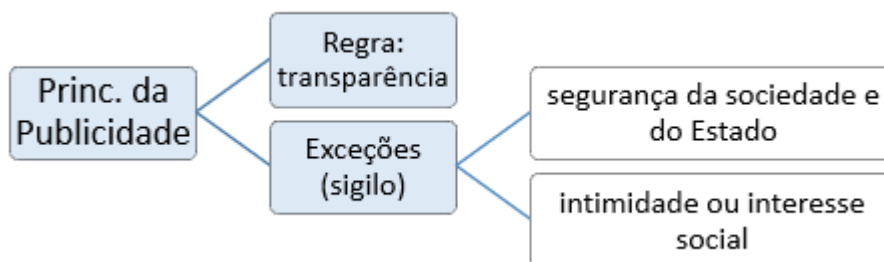 Princ. da
Publicidade
Regra:
transparência
Exceções
(sigilo)
segurança da sociedade e
do Estado
intimidade ou interesse
social